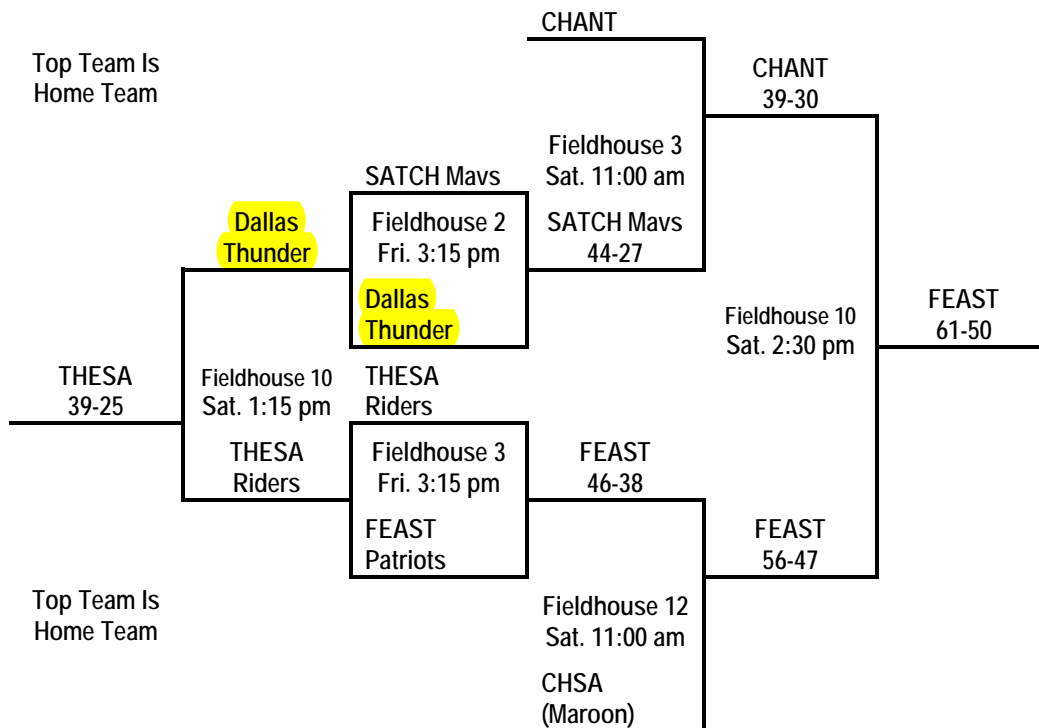 CHANT
Top Team Is
Home Team
CHANT
39-30
Fieldhouse 3
Sat. 11:00 am
SATCH Mavs
Dallas
Thunder
Fieldhouse 2
Fri. 3:15 pm
SATCH Mavs
44-27
Dallas
Thunder
Fieldhouse 10
Sat. 2:30 pm
FEAST
61-50
THESA
39-25
Fieldhouse 10
Sat. 1:15 pm
THESA
Riders
THESA
Riders
Fieldhouse 3
Fri. 3:15 pm
FEAST
46-38
FEAST
Patriots
FEAST
56-47
Top Team Is
Home Team
Fieldhouse 12
Sat. 11:00 am
CHSA
(Maroon)